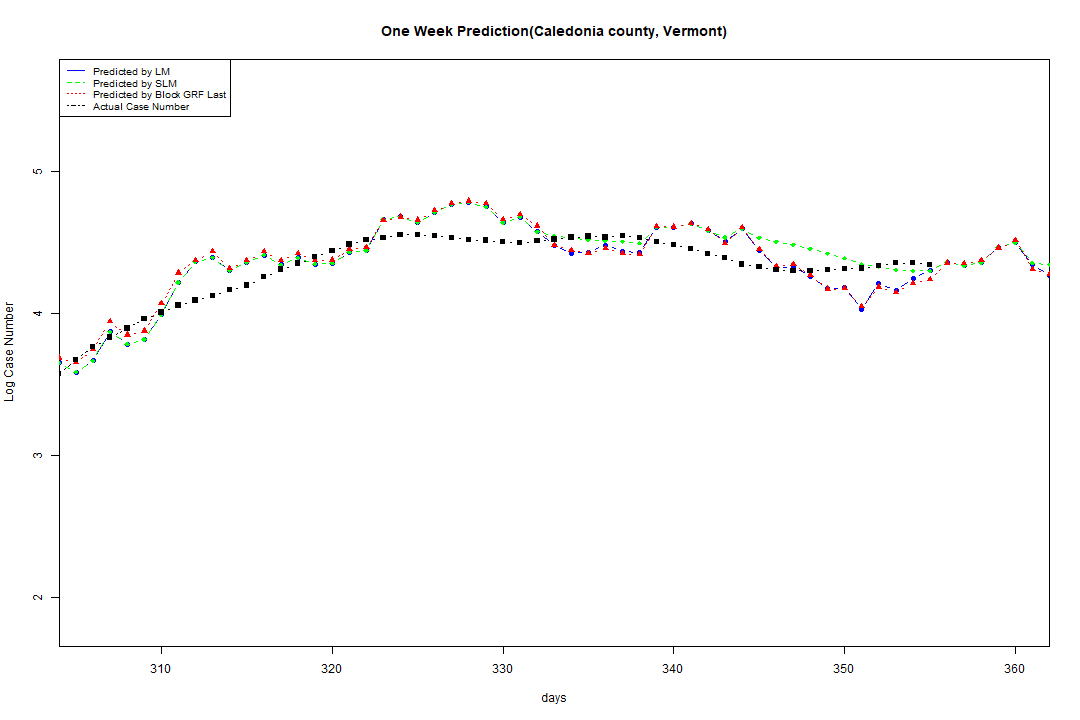 One Week Prediction(Caledonia county, Vermont)
Predicted by LM
Predicted by SLM
Predicted by Block GRF Last
Actual Case Number
5
4
3
2
Log Case Number
310 320 330 340 350 360
days